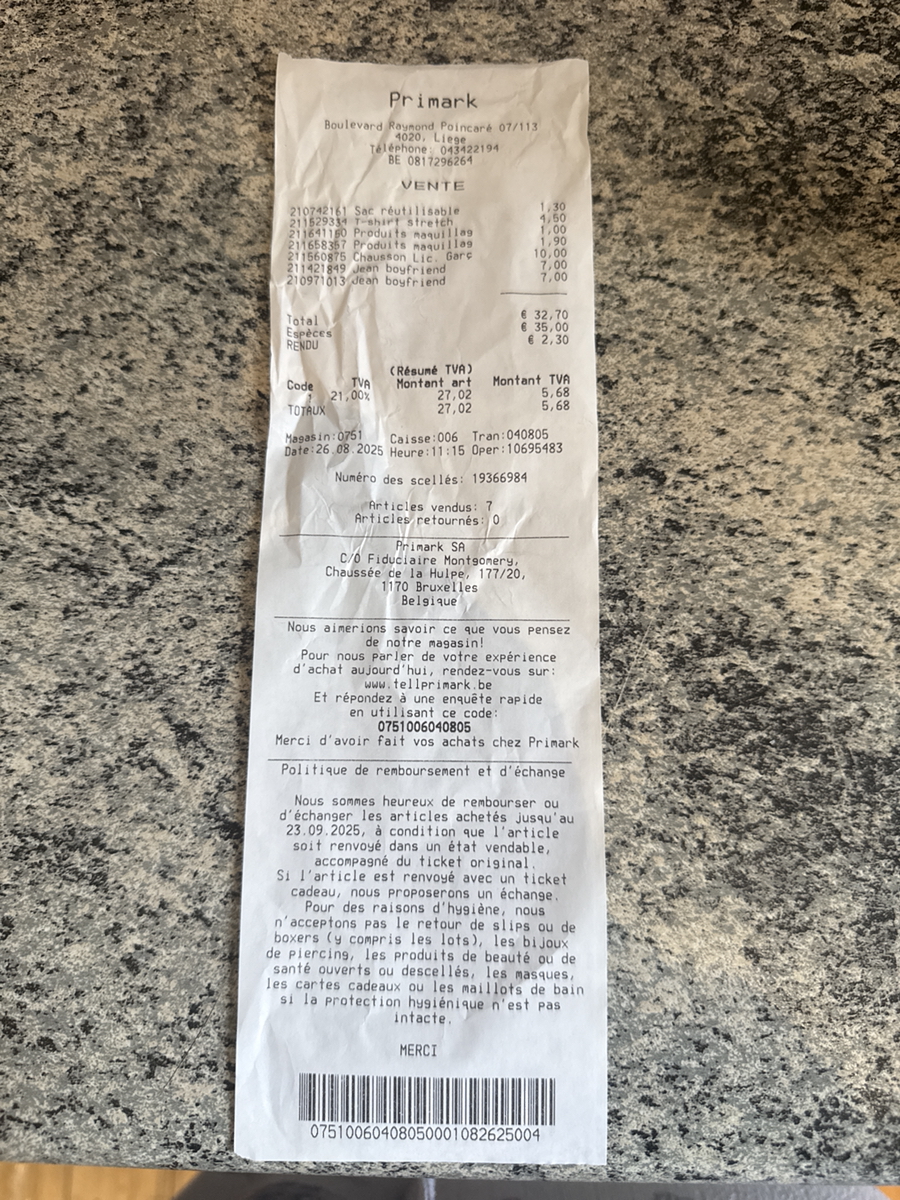 Primark
Boulevard Raymond Poincaré 07/113
4020, Liege
Téléphone: 043422194
BE 0817296264
VENTE
210742161 Sac réutilisable 1,30
211529334 T-shirt stretch 4,50
211641160 Produits maquillag 1,00
211658357 Produits maquillag 1,90
211560875 Chausson Lic. Garç 10,00
211421849 Jean boyfriend 7,00
210971013 Jean boyfriend 7,00
Total € 32,70
Espèces € 35,00
RENDU € 2,30
(Résumé TVA)
Code TVA Montant art Montant TVA
21,00% 27,02 5,68
TOTAUX 27,02 5,68
Magasin:0751 Caisse:006 Tran:040805
Date:26.08.2025 Heure:11:15 Oper:10695483
Numéro des scellés: 19366984
Articles vendus: 7
Articles retournés: 0
Primark SA
C/O Fiduciaire Montgomery,
Chaussée de la Hulpe, 177/20,
1170 Bruxelles
Belgique
Nous aimerions savoir ce que vous pensez
de notre magasin!
Pour nous parler de votre expérience
d'achat aujourd'hui, rendez-vous sur:
www.tellprimark.be
Et répondez à une enquête rapide
en utilisant ce code:
0751006040805
Merci d'avoir fait vos achats chez Primark
Politique de remboursement et d'échange
Nous sommes heureux de rembourser ou
d'échanger les articles achetés jusqu'au
23.09.2025, à condition que l'article
soit renvoyé dans un état vendable,
accompagné du ticket original.
Si l'article est renvoyé avec un ticket
cadeau, nous proposerons un échange.
Pour des raisons d'hygiène, nous
n'acceptons pas le retour de slips ou de
boxers (y compris les lots), les bijoux
de piercing, les produits de beauté ou de
santé ouverts ou descellés, les masques,
les cartes cadeaux ou les maillots de bain
si la protection hygiénique n'est pas
intacte.
MERCI
07510060408050001082625004